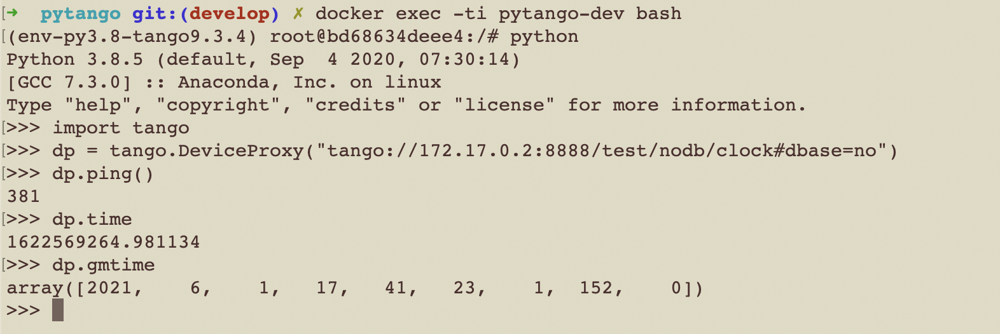 [➜  pytango git:(develop) ✗ docker exec -ti pytango-dev bash
[(env-py3.8-tango9.3.4) root@bd68634deee4:/# python
Python 3.8.5 (default, Sep  4 2020, 07:30:14)
[GCC 7.3.0] :: Anaconda, Inc. on linux
Type "help", "copyright", "credits" or "license" for more information.
[>>> import tango
[>>> dp = tango.DeviceProxy("tango://172.17.0.2:8888/test/nodb/clock#dbase=no")
[>>> dp.ping()
381
[>>> dp.time
1622569264.981134
[>>> dp.gmtime
array([2021,    6,    1,   17,   41,   23,    1,  152,    0])
>>>